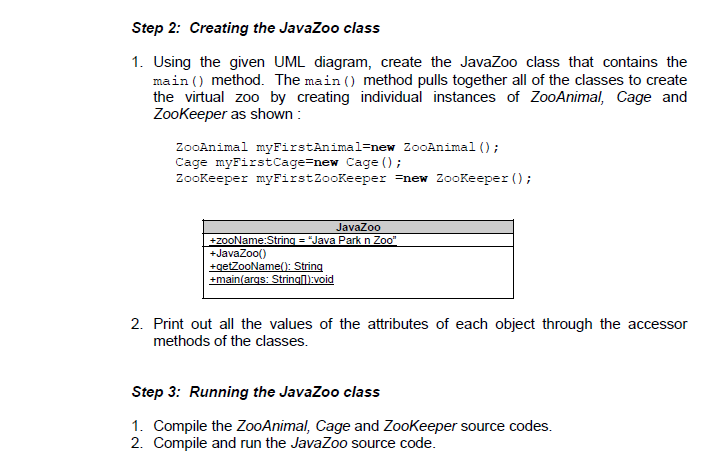 Step 2: Creating the JavaZoo class
1. Using the given UML diagram, create the JavaZoo class that contains the
main() method. The main() method pulls together all of the classes to create
the virtual zoo by creating individual instances of ZooAnimal, Cage and
ZooKeeper as shown :
ZooAnimal myFirstAnimal=new ZooAnimal();
Cage myFirstCage=new Cage();
ZooKeeper myFirstZooKeeper =new ZooKeeper();
JavaZoo
+zooName:String = "Java Park n Zoo"
+JavaZoo()
+getZooName(): String
+main(args: String[]):void
2. Print out all the values of the attributes of each object through the accessor
methods of the classes.
Step 3: Running the JavaZoo class
1. Compile the ZooAnimal, Cage and ZooKeeper source codes.
2. Compile and run the JavaZoo source code.